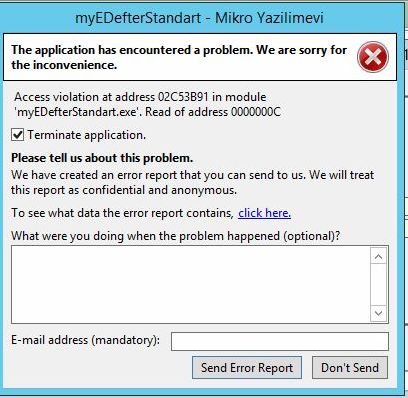 myEDefterStandart - Mikro Yazilimevi
The application has encountered a problem. We are sorry for
the inconvenience.
Access violation at address 02C53B91 in module
'myEDefterStandart.exe'. Read of address 0000000C
Terminate application.
Please tell us about this problem.
We have created an error report that you can send to us. We will treat
this report as confidential and anonymous.
To see what data the error report contains, click here.
What were you doing when the problem happened (optional)?
E-mail address (mandatory):
Send Error Report Don't Send